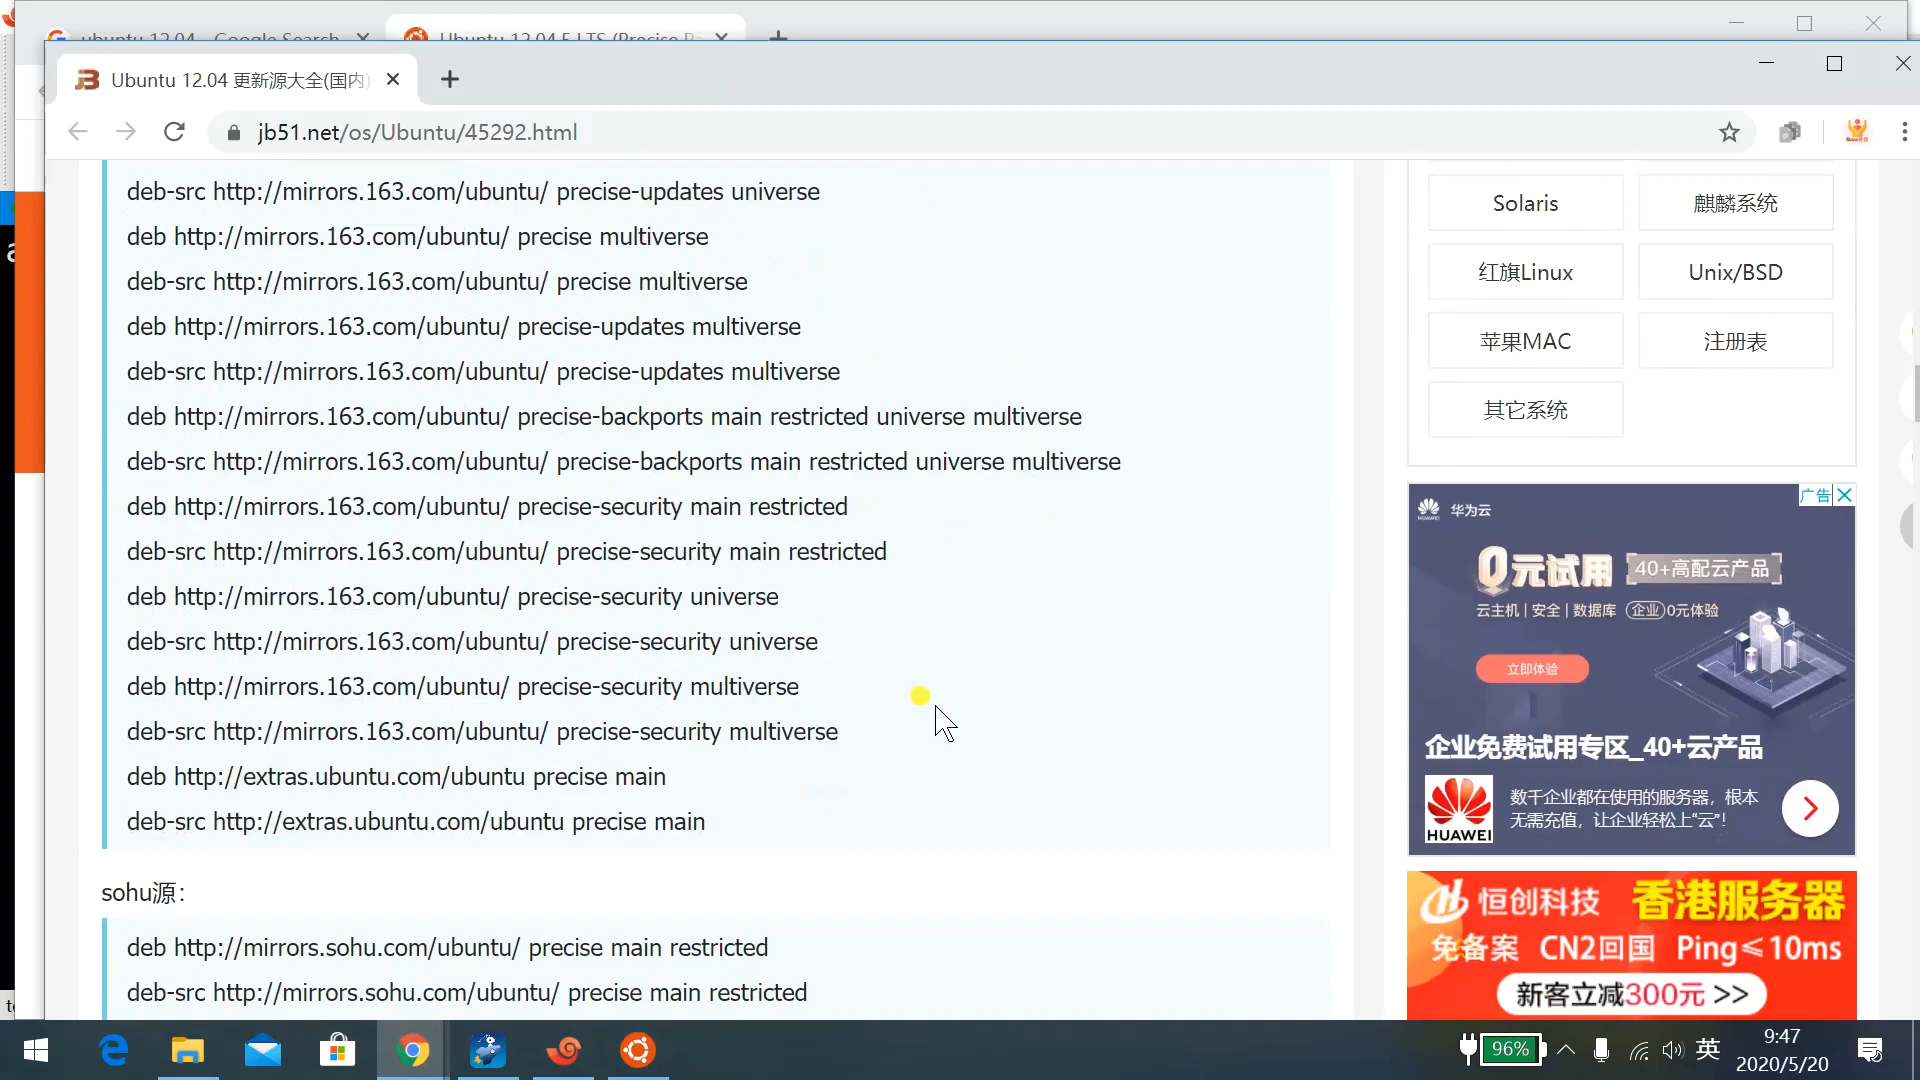 ubuntu 12.04 - Google Search
Ubuntu 12.04.5 LTS (Precise P
Ubuntu 12.04 更新源大全(国内)
jb51.net/os/Ubuntu/45292.html
deb-src http://mirrors.163.com/ubuntu/ precise-updates universe
deb http://mirrors.163.com/ubuntu/ precise multiverse
deb-src http://mirrors.163.com/ubuntu/ precise multiverse
deb http://mirrors.163.com/ubuntu/ precise-updates multiverse
deb-src http://mirrors.163.com/ubuntu/ precise-updates multiverse
deb http://mirrors.163.com/ubuntu/ precise-backports main restricted universe multiverse
deb-src http://mirrors.163.com/ubuntu/ precise-backports main restricted universe multiverse
deb http://mirrors.163.com/ubuntu/ precise-security main restricted
deb-src http://mirrors.163.com/ubuntu/ precise-security main restricted
deb http://mirrors.163.com/ubuntu/ precise-security universe
deb-src http://mirrors.163.com/ubuntu/ precise-security universe
deb http://mirrors.163.com/ubuntu/ precise-security multiverse
deb-src http://mirrors.163.com/ubuntu/ precise-security multiverse
deb http://extras.ubuntu.com/ubuntu precise main
deb-src http://extras.ubuntu.com/ubuntu precise main
sohu源：
deb http://mirrors.sohu.com/ubuntu/ precise main restricted
deb-src http://mirrors.sohu.com/ubuntu/ precise main restricted
Solaris 麒麟系统
红旗Linux Unix/BSD
苹果MAC 注册表
其它系统
广告
HUAWEI 华为云
0元试用 40+高配云产品
云主机 | 安全 | 数据库 企业 0元体验
立即体验
企业免费试用专区_40+云产品
HUAWEI
数千企业都在使用的服务器，根本
无需充值，让企业轻松上“云”！
恒创科技 香港服务器
免备案 CN2回国 Ping≤10ms
新客立减300元 >>
96% 英 9:47
2020/5/20